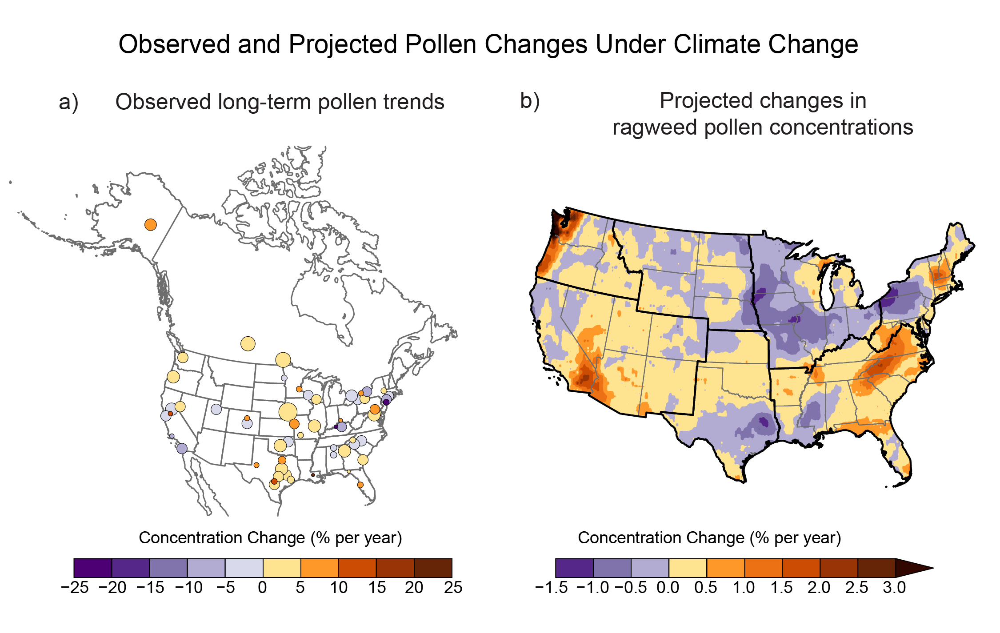 Observed and Projected Pollen Changes Under Climate Change
a) Observed long-term pollen trends
b) Projected changes in
ragweed pollen concentrations
Concentration Change (% per year)
−25 −20 −15 −10 −5 0 5 10 15 20 25
Concentration Change (% per year)
−1.5 −1.0 −0.5 0.0 0.5 1.0 1.5 2.0 2.5 3.0